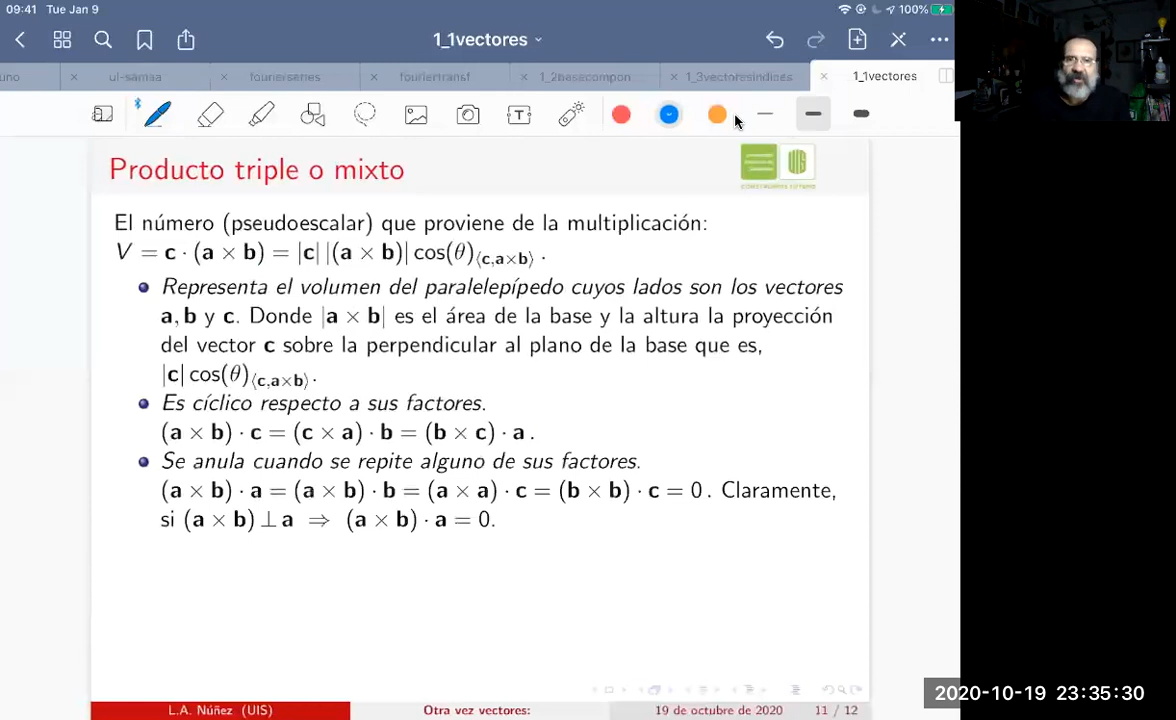 09:41 Tue Jan 9
100%
1_1vectores
uno
ul-samaa
fourierseries
fouriertransf
1_2basecompon
1_3vectoresindices
1_1vectores
Producto triple o mixto
El número (pseudoescalar) que proviene de la multiplicación:
V = c · (a × b) = |c| |(a × b)| cos(θ)⟨c,a×b⟩ .
Representa el volumen del paralelepípedo cuyos lados son los vectores
a, b y c. Donde |a × b| es el área de la base y la altura la proyección
del vector c sobre la perpendicular al plano de la base que es,
|c| cos(θ)⟨c,a×b⟩.
Es cíclico respecto a sus factores.
(a × b) · c = (c × a) · b = (b × c) · a .
Se anula cuando se repite alguno de sus factores.
(a × b) · a = (a × b) · b = (a × a) · c = (b × b) · c = 0 . Claramente,
si (a × b) ⊥ a ⇒ (a × b) · a = 0.
L.A. Núñez (UIS)
Otra vez vectores:
19 de octubre de 2020
11 / 12
2020-10-19 23:35:30